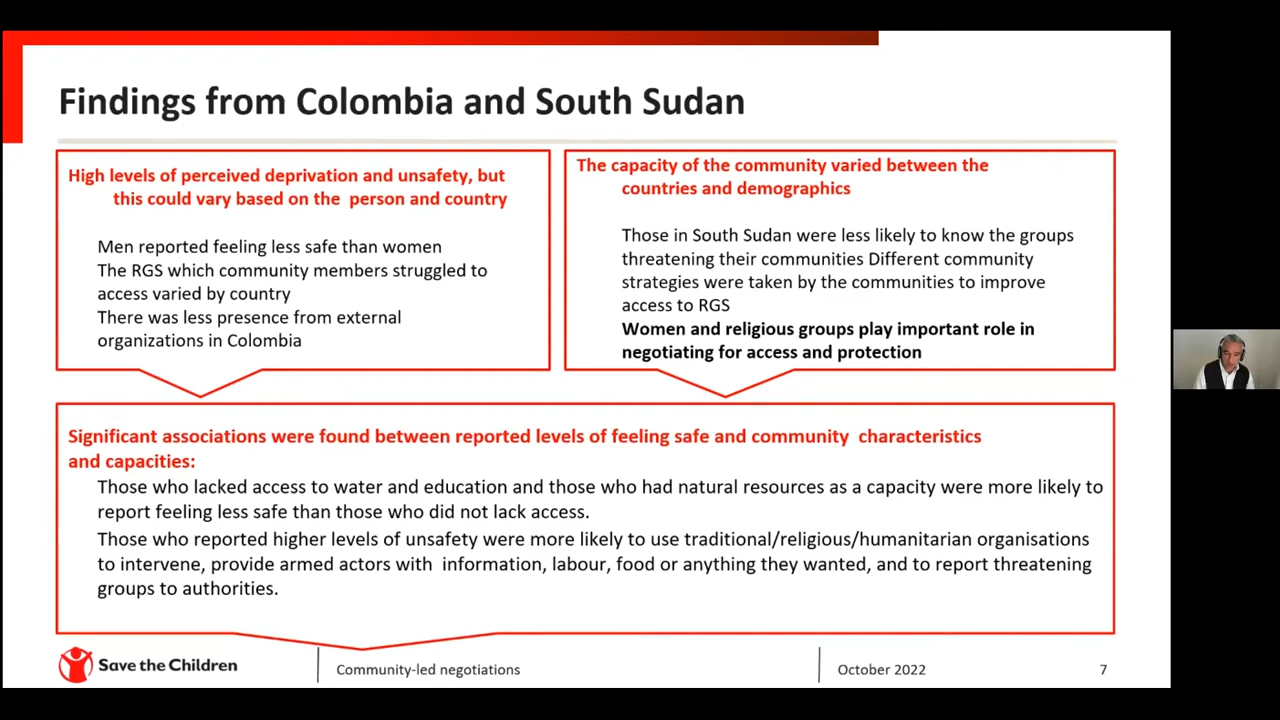 Findings from Colombia and South Sudan
High levels of perceived deprivation and unsafety, but
this could vary based on the person and country
Men reported feeling less safe than women
The RGS which community members struggled to
access varied by country
There was less presence from external
organizations in Colombia
The capacity of the community varied between the
countries and demographics
Those in South Sudan were less likely to know the groups
threatening their communities Different community
strategies were taken by the communities to improve
access to RGS
Women and religious groups play important role in
negotiating for access and protection
Significant associations were found between reported levels of feeling safe and community characteristics
and capacities:
Those who lacked access to water and education and those who had natural resources as a capacity were more likely to
report feeling less safe than those who did not lack access.
Those who reported higher levels of unsafety were more likely to use traditional/religious/humanitarian organisations
to intervene, provide armed actors with information, labour, food or anything they wanted, and to report threatening
groups to authorities.
Save the Children
Community-led negotiations
October 2022
7